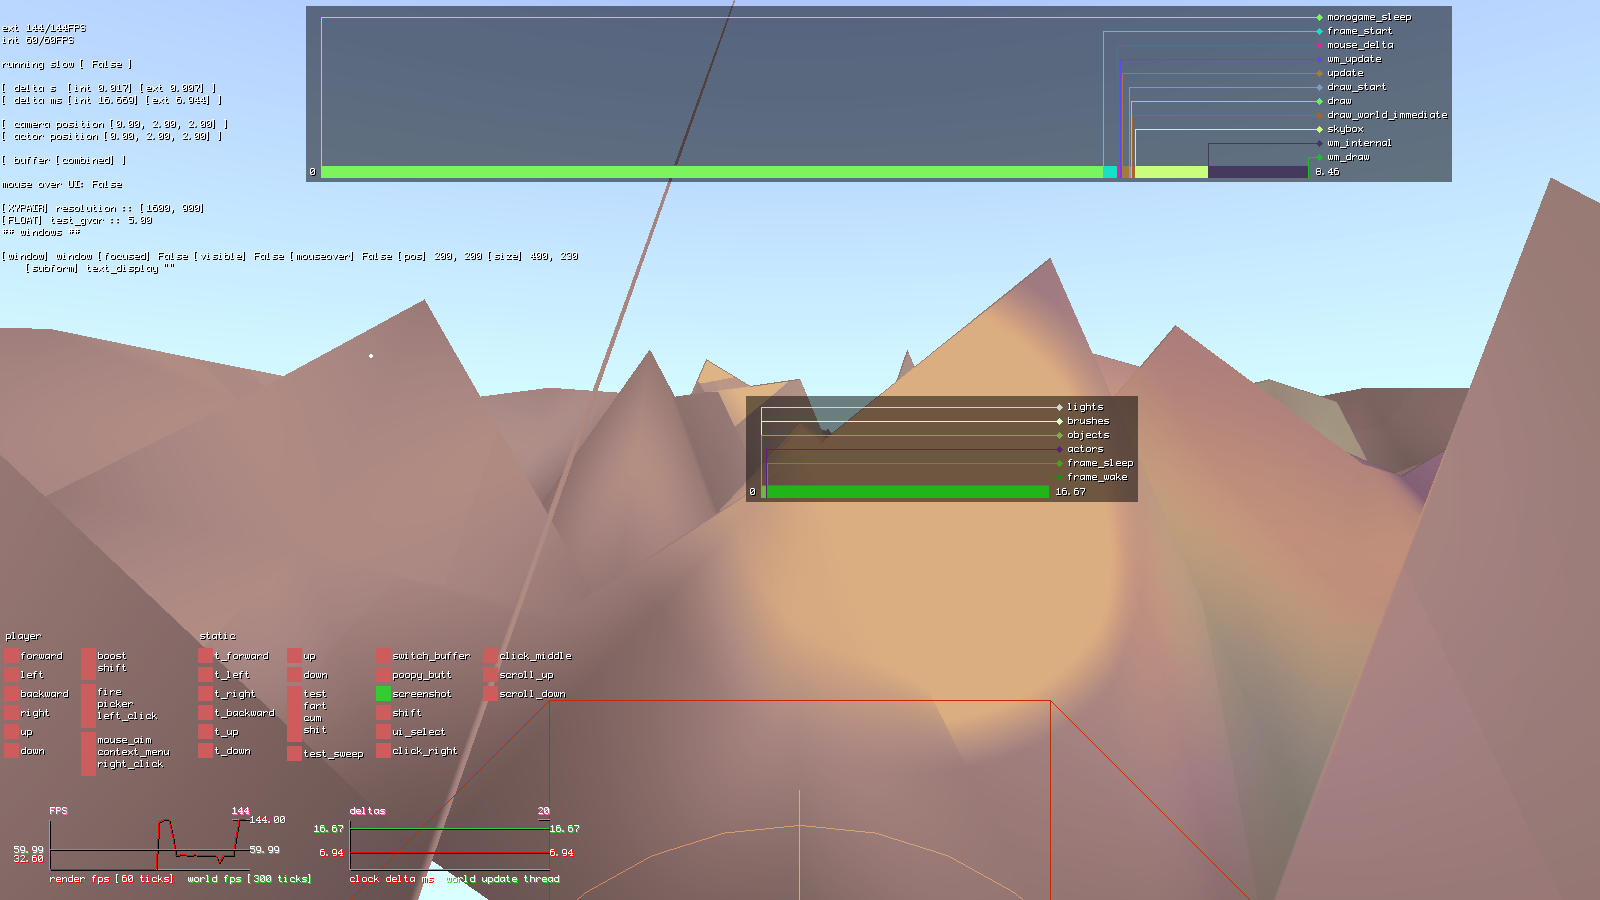 ext 144/144FPS
int 60/60FPS
running slow [ False ]
[ delta s  [int 0.017] [ext 0.007] ]
[ delta ms [int 16.669] [ext 6.944] ]
[ camera position [0.00, 2.00, 2.00] ]
[ actor position [0.00, 2.00, 2.00] ]
[ buffer [combined] ]
mouse over UI: False
[XYPAIR] resolution :: [1600, 900]
[FLOAT] test_gvar :: 5.00
** windows **
[window] window [focused] False [visible] False [mouseover] False [pos] 200, 200 [size] 400, 230
[subform] text_display ""
monogame_sleep
frame_start
mouse_delta
wm_update
update
draw_start
draw
draw_world_immediate
skybox
wm_internal
wm_draw
0
8.46
lights
brushes
objects
actors
frame_sleep
frame_wake
0
16.67
player
forward
left
backward
right
up
down
boost
shift
fire
picker
left_click
mouse_aim
context_menu
right_click
static
t_forward
t_left
t_right
t_backward
t_up
t_down
up
down
test
fart
cum
shit
test_sweep
switch_buffer
poopy_butt
screenshot
shift
ui_select
click_right
click_middle
scroll_up
scroll_down
FPS
144
144.00
59.99
32.60
59.99
render fps [60 ticks]
world fps [300 ticks]
deltas
20
16.67
16.67
6.94
6.94
clock delta ms
world update thread